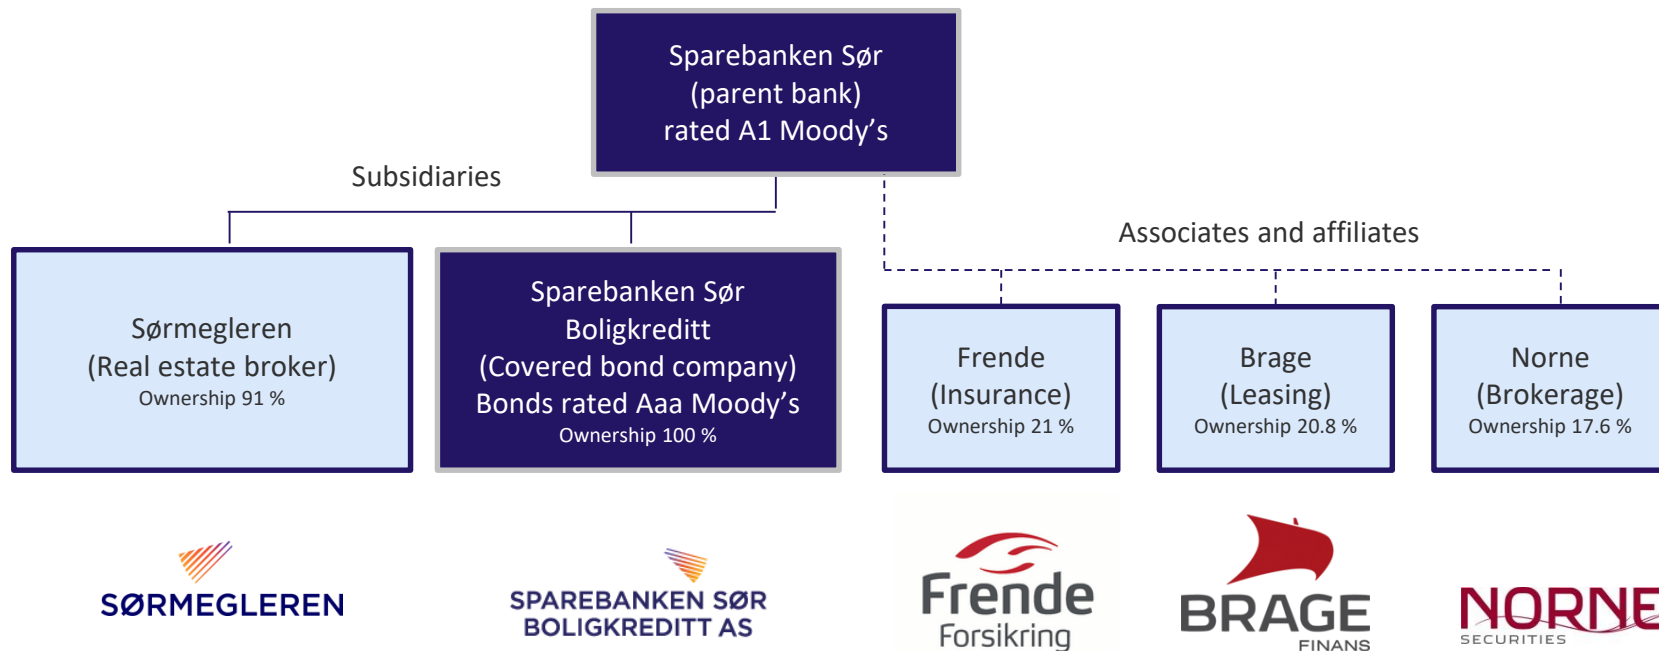 Sparebanken Sør
(parent bank)
rated A1 Moody's
Subsidiaries
Associates and affiliates
Sørmegleren
(Real estate broker)
Ownership 91 %
Sparebanken Sør
Boligkreditt
(Covered bond company)
Bonds rated Aaa Moody's
Ownership 100 %
Frende
(Insurance)
Ownership 21 %
Brage
(Leasing)
Ownership 20.8 %
Norne
(Brokerage)
Ownership 17.6 %
SØRMEGLEREN
SPAREBANKEN SØR
BOLIGKREDITT AS
Frende
Forsikring
BRAGE
FINANS
NORNE
SECURITIES